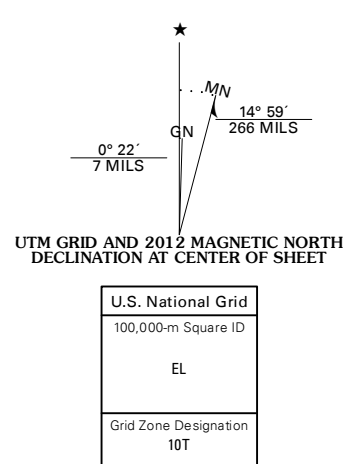 ★
MN
14° 59´
266 MILS
GN
0° 22´
7 MILS
UTM GRID AND 2012 MAGNETIC NORTH
DECLINATION AT CENTER OF SHEET
U.S. National Grid
100,000-m Square ID
EL
Grid Zone Designation
10T